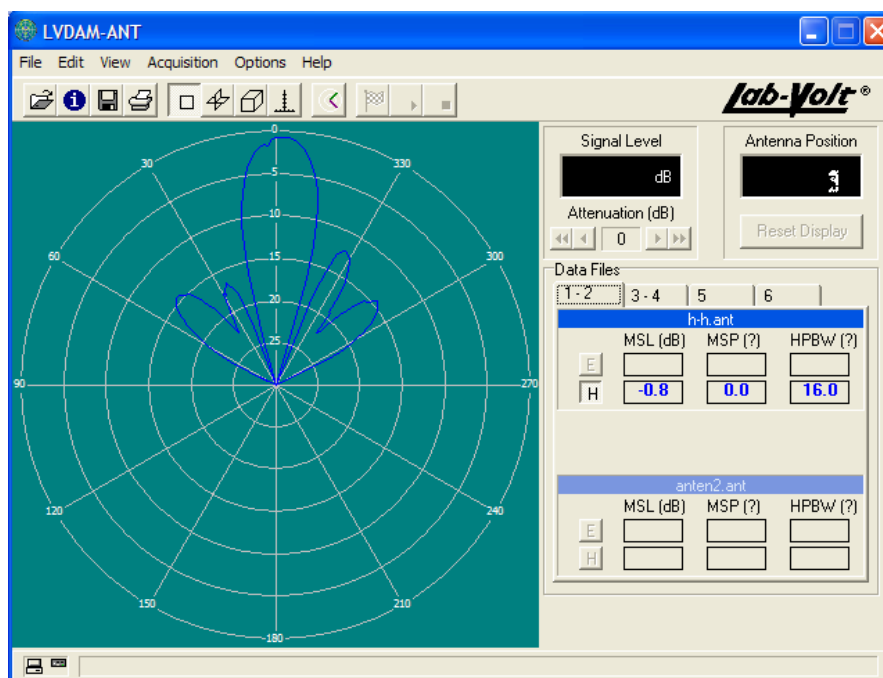 LVDAM-ANT
File Edit View Acquisition Options Help
Lab-Volt ®
0
30
330
5
10
60
300
15
20
25
90
270
120
240
150
210
180
Signal Level
dB
Attenuation (dB)
0
Antenna Position
Reset Display
Data Files
1 - 2 3 - 4 5 6
h-h.ant
MSL (dB) MSP (?) HPBW (?)
E
H -0.8 0.0 16.0
anten2.ant
MSL (dB) MSP (?) HPBW (?)
E
H